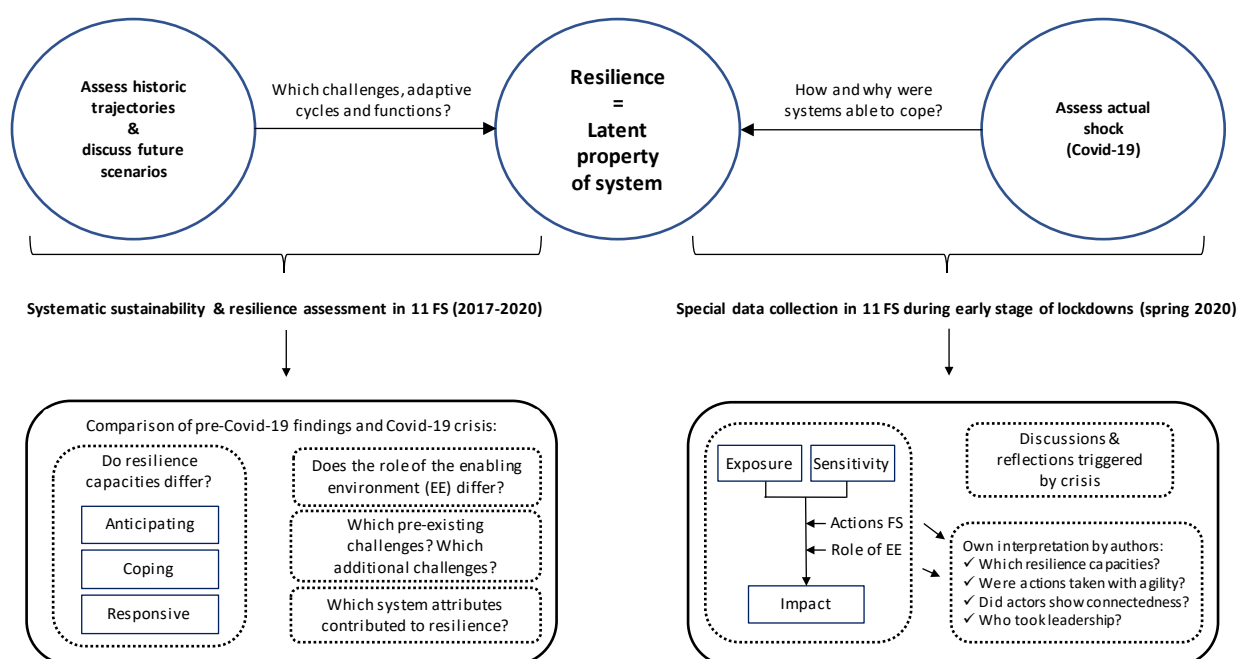 Assess historic
trajectories
&
discuss future
scenarios
Which challenges, adaptive
cycles and functions?
Resilience
=
Latent
property
of system
How and why were
systems able to cope?
Assess actual
shock
(Covid-19)
Systematic sustainability & resilience assessment in 11 FS (2017-2020)
Special data collection in 11 FS during early stage of lockdowns (spring 2020)
Comparison of pre-Covid-19 findings and Covid-19 crisis:
Do resilience
capacities differ?
Anticipating
Coping
Responsive
Does the role of the enabling
environment (EE) differ?
Which pre-existing
challenges? Which
additional challenges?
Which system attributes
contributed to resilience?
Exposure
Sensitivity
Actions FS
Role of EE
Impact
Discussions &
reflections triggered
by crisis
Own interpretation by authors:
✓ Which resilience capacities?
✓ Were actions taken with agility?
✓ Did actors show connectedness?
✓ Who took leadership?